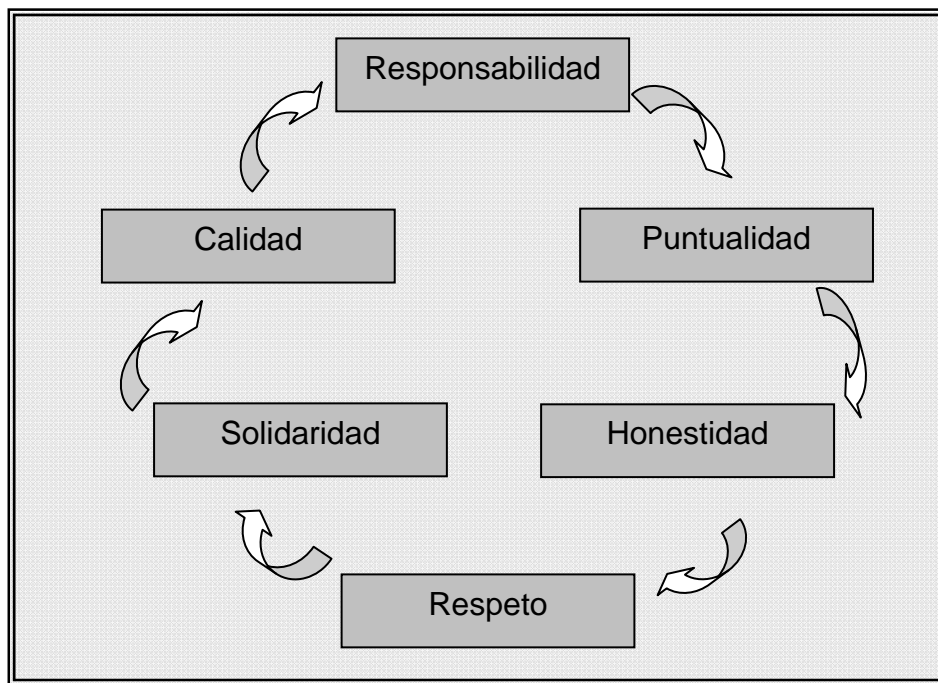 Responsabilidad
Calidad
Puntualidad
Solidaridad
Honestidad
Respeto